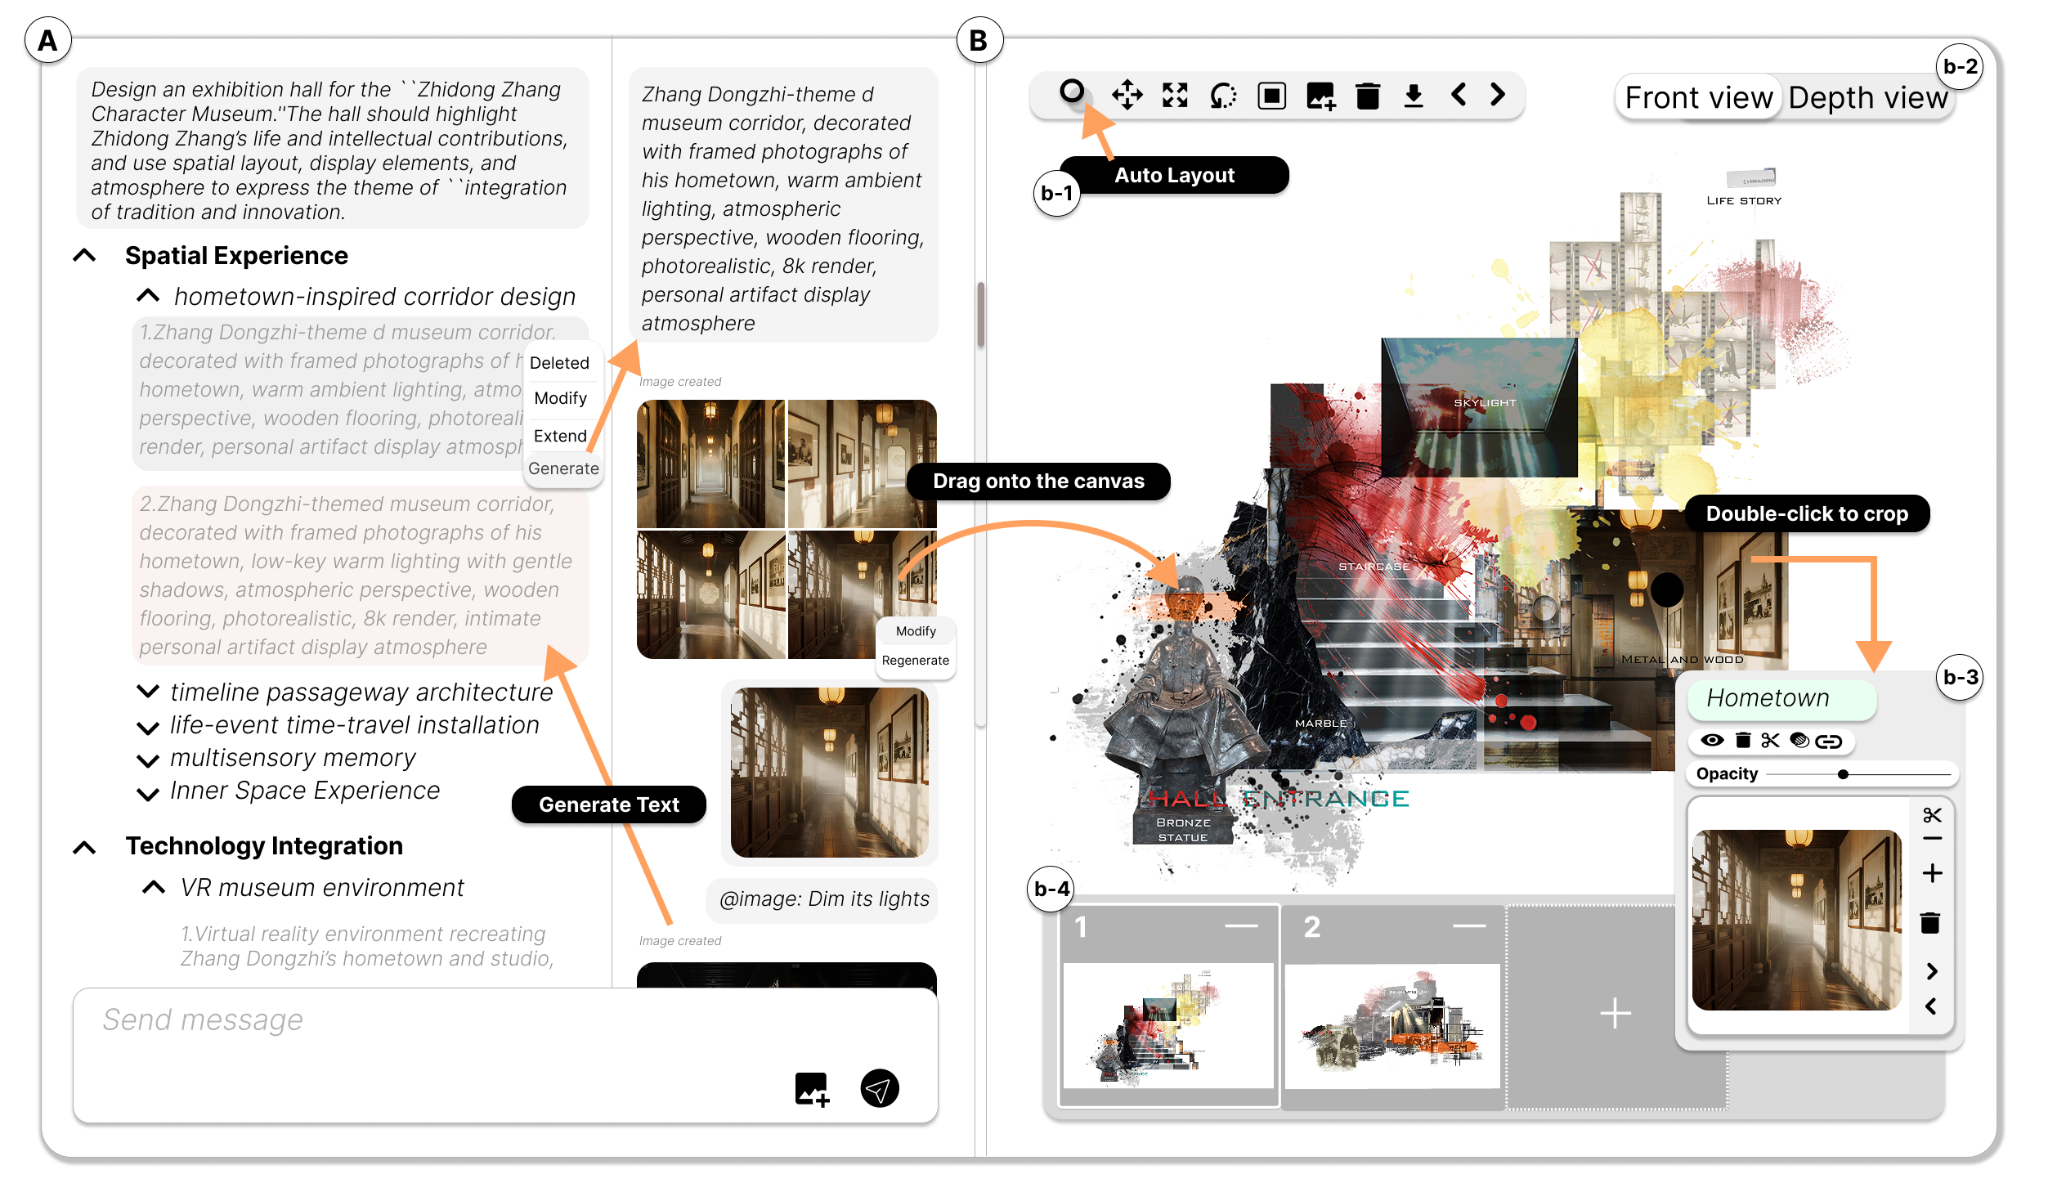 A
Design an exhibition hall for the ``Zhidong Zhang
Character Museum."The hall should highlight
Zhidong Zhang's life and intellectual contributions,
and use spatial layout, display elements, and
atmosphere to express the theme of ``integration
of tradition and innovation.
Spatial Experience
hometown-inspired corridor design
1.Zhang Dongzhi-theme d museum corridor,
decorated with framed photographs of h
hometown, warm ambient lighting, atmo
perspective, wooden flooring, photoreali
render, personal artifact display atmosp
Deleted
Modify
Extend
Generate
2.Zhang Dongzhi-themed museum corridor,
decorated with framed photographs of his
hometown, low-key warm lighting with gentle
shadows, atmospheric perspective, wooden
flooring, photorealistic, 8k render, intimate
personal artifact display atmosphere
timeline passageway architecture
life-event time-travel installation
multisensory memory
Inner Space Experience
Generate Text
Technology Integration
VR museum environment
1.Virtual reality environment recreating
Zhang Dongzhi's hometown and studio,
Send message
Zhang Dongzhi-theme d
museum corridor, decorated
with framed photographs of
his hometown, warm ambient
lighting, atmospheric
perspective, wooden flooring,
photorealistic, 8k render,
personal artifact display
atmosphere
Image created
Modify
Regenerate
@image: Dim its lights
Image created
Drag onto the canvas
B
b-1
Auto Layout
b-2
Front view
Depth view
LIFE STORY
SKYLIGHT
STAIRCASE
METAL AND WOOD
MARBLE
HALL ENTRANCE
BRONZE
STATUE
Double-click to crop
b-3
Hometown
Opacity
b-4
1
2